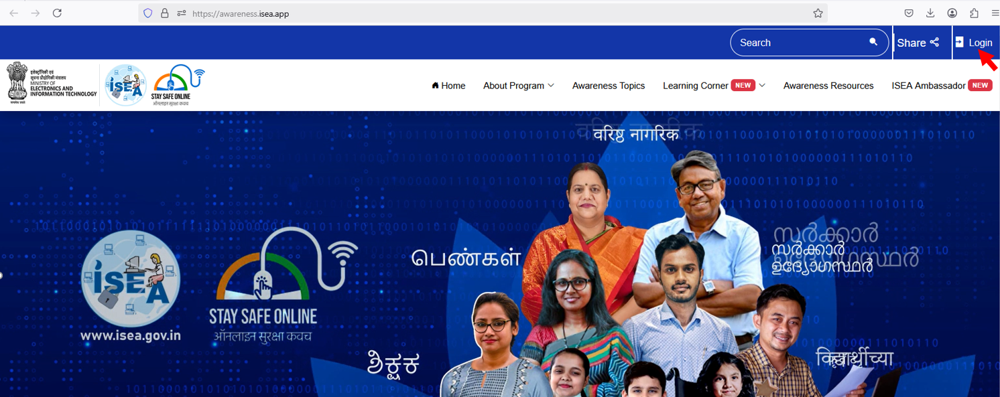 https://awareness.isea.app
Search
Share
Login
इलेक्ट्रॉनिकी एवं
सूचना प्रौद्योगिकी मंत्रालय
MINISTRY OF
ELECTRONICS AND
INFORMATION TECHNOLOGY
सत्यमेव जयते
iSEA
STAY SAFE ONLINE
ऑनलाइन सुरक्षा कवच
Home
About Program
Awareness Topics
Learning Corner NEW
Awareness Resources
ISEA Ambassador NEW
वरिष्ठ नागरिक
பெண்கள்
സർക്കാർ
ഉദ്യോഗസ്ഥർ
iSEA
www.isea.gov.in
STAY SAFE ONLINE
ऑनलाइन सुरक्षा कवच
ಶಿಕ್ಷಕ